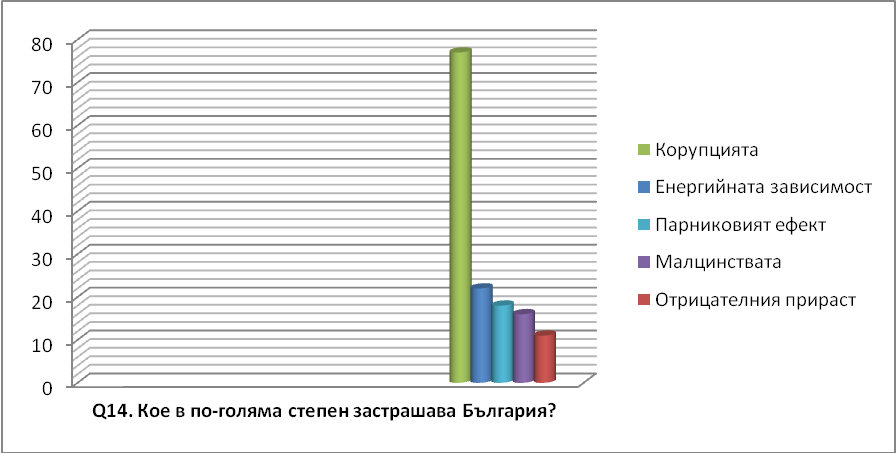 80
70
60
50
40
30
20
10
0
Корупцията
Енергийната зависимост
Парниковият ефект
Малцинствата
Отрицателния прираст
Q14. Кое в по-голяма степен застрашава България?